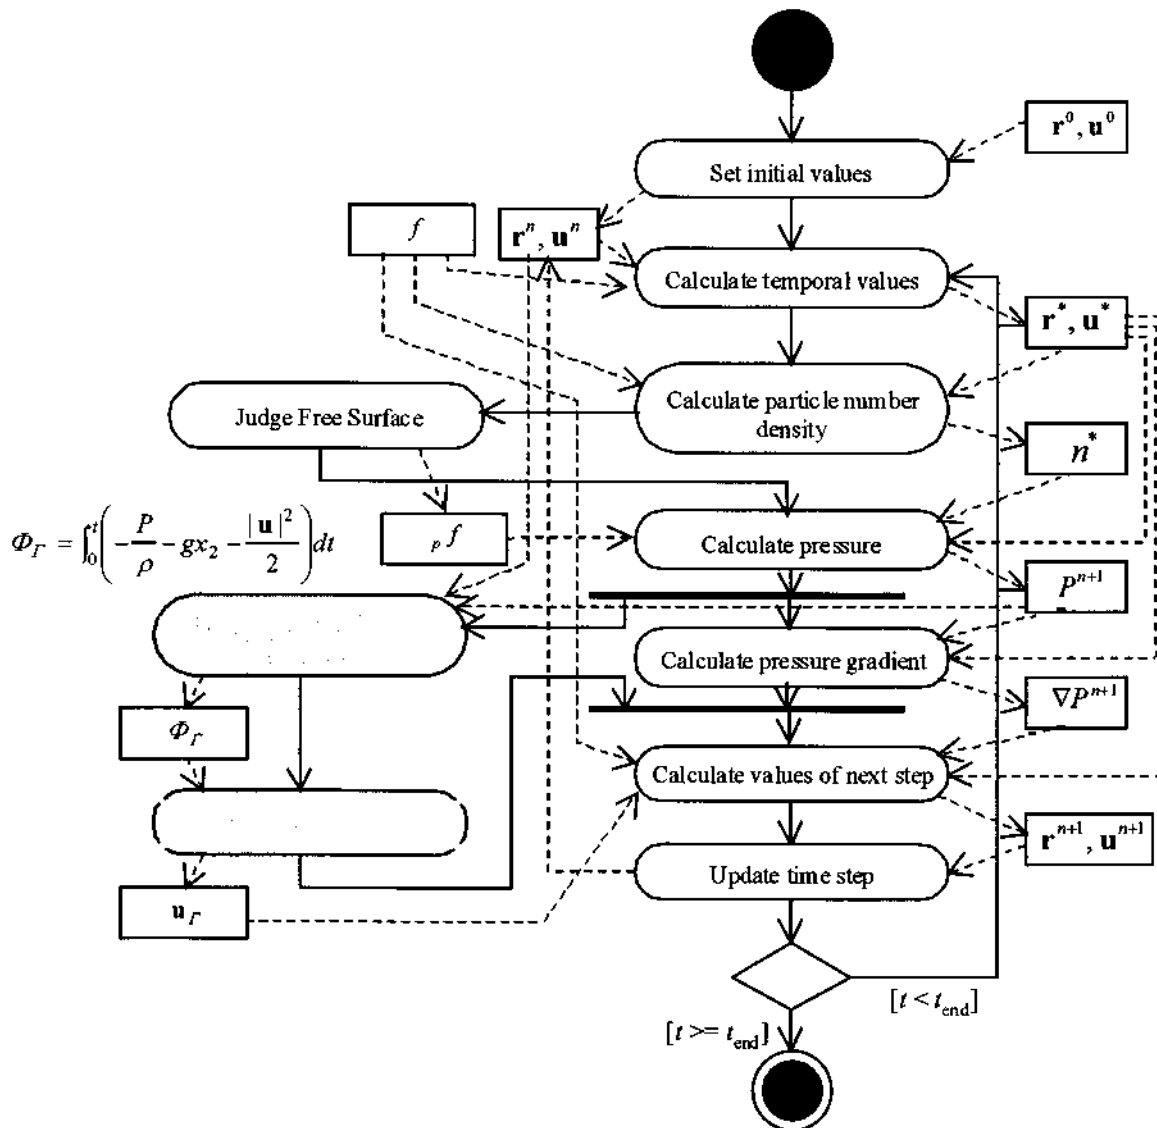 r⁰, u⁰
Set initial values
f
rⁿ, uⁿ
Calculate temporal values
r*, u*
Calculate particle number
density
Judge Free Surface
n*
Φ_Γ = ∫₀ᵗ( -P/ρ - gx₂ - |u|²/2 )dt
p f
Calculate pressure
Pⁿ⁺¹
Calculate pressure gradient
∇Pⁿ⁺¹
Φ_Γ
Calculate values of next step
rⁿ⁺¹, uⁿ⁺¹
Update time step
u_Γ
[t < t_end]
[t >= t_end]